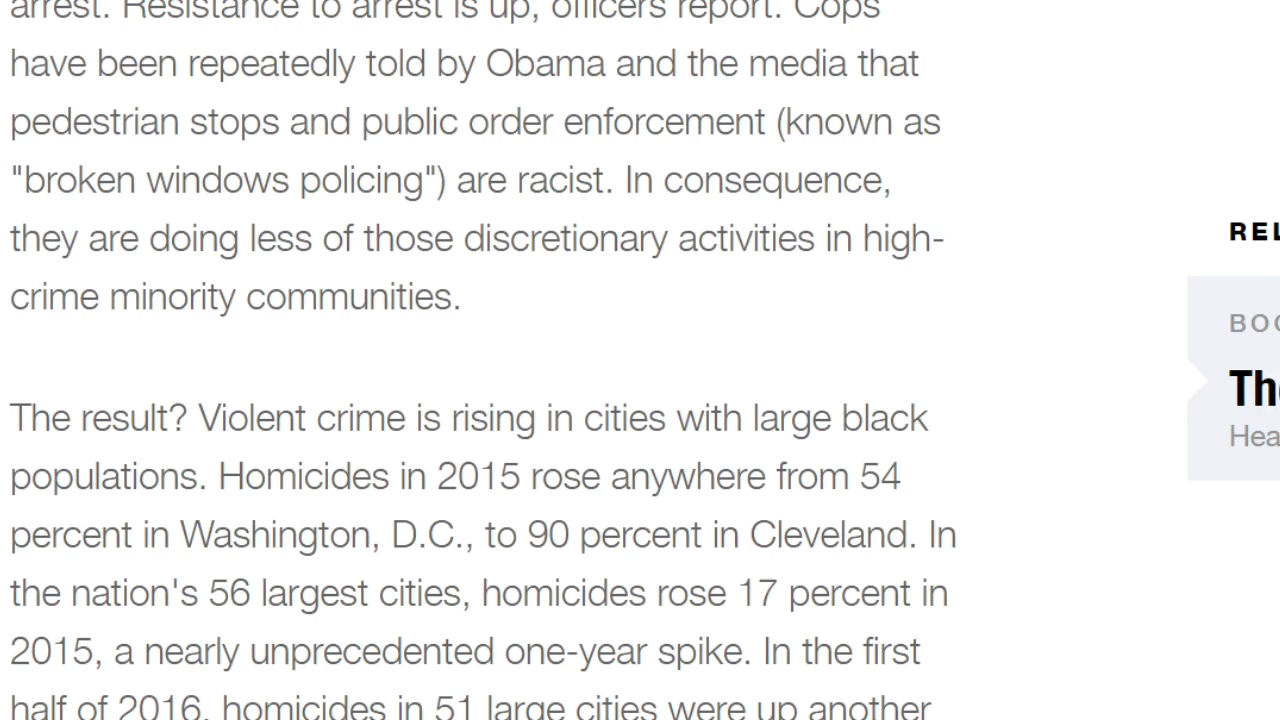 arrest. Resistance to arrest is up, officers report. Cops
have been repeatedly told by Obama and the media that
pedestrian stops and public order enforcement (known as
"broken windows policing") are racist. In consequence,
they are doing less of those discretionary activities in high-
crime minority communities.
The result? Violent crime is rising in cities with large black
populations. Homicides in 2015 rose anywhere from 54
percent in Washington, D.C., to 90 percent in Cleveland. In
the nation's 56 largest cities, homicides rose 17 percent in
2015, a nearly unprecedented one-year spike. In the first
half of 2016, homicides in 51 large cities were up another